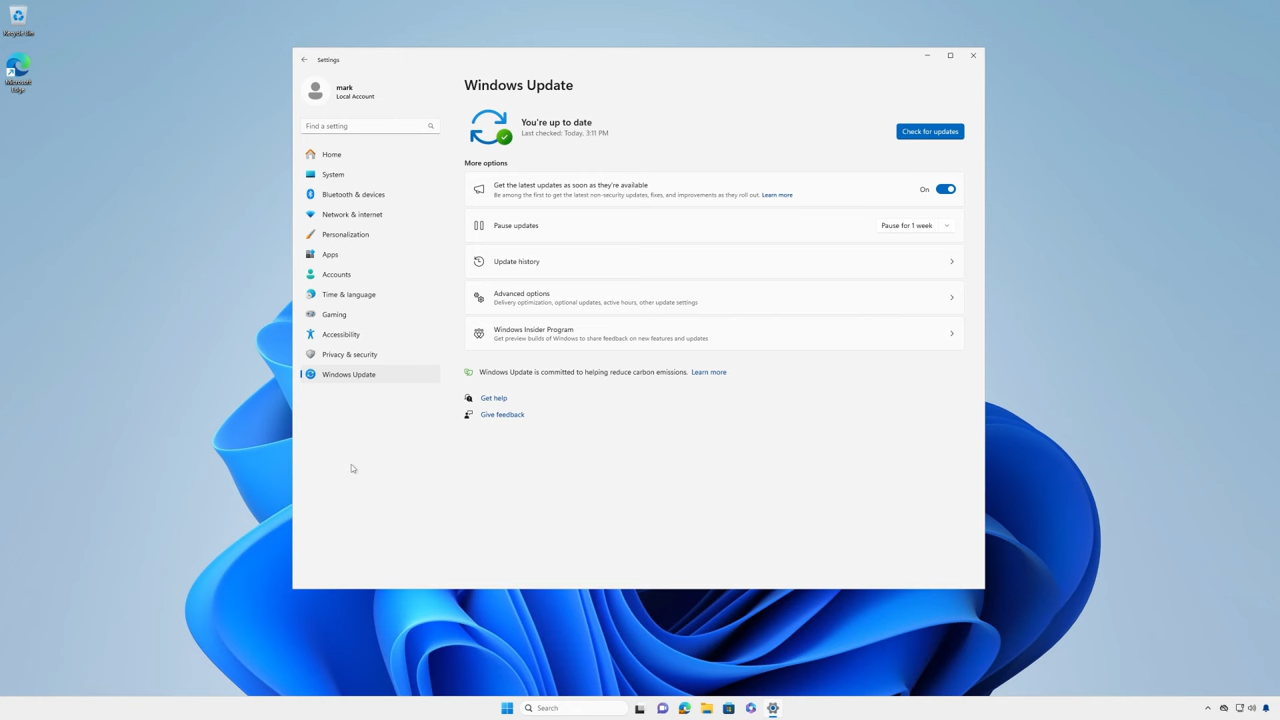 Recycle Bin
Microsoft
Edge
Settings
mark
Local Account
Find a setting
Home
System
Bluetooth & devices
Network & internet
Personalization
Apps
Accounts
Time & language
Gaming
Accessibility
Privacy & security
Windows Update
Windows Update
You're up to date
Last checked: Today, 3:11 PM
Check for updates
More options
Get the latest updates as soon as they're available
Be among the first to get the latest non-security updates, fixes, and improvements as they roll out. Learn more
On
Pause updates
Pause for 1 week
Update history
Advanced options
Delivery optimization, optional updates, active hours, other update settings
Windows Insider Program
Get preview builds of Windows to share feedback on new features and updates
Windows Update is committed to helping reduce carbon emissions. Learn more
Get help
Give feedback
Search